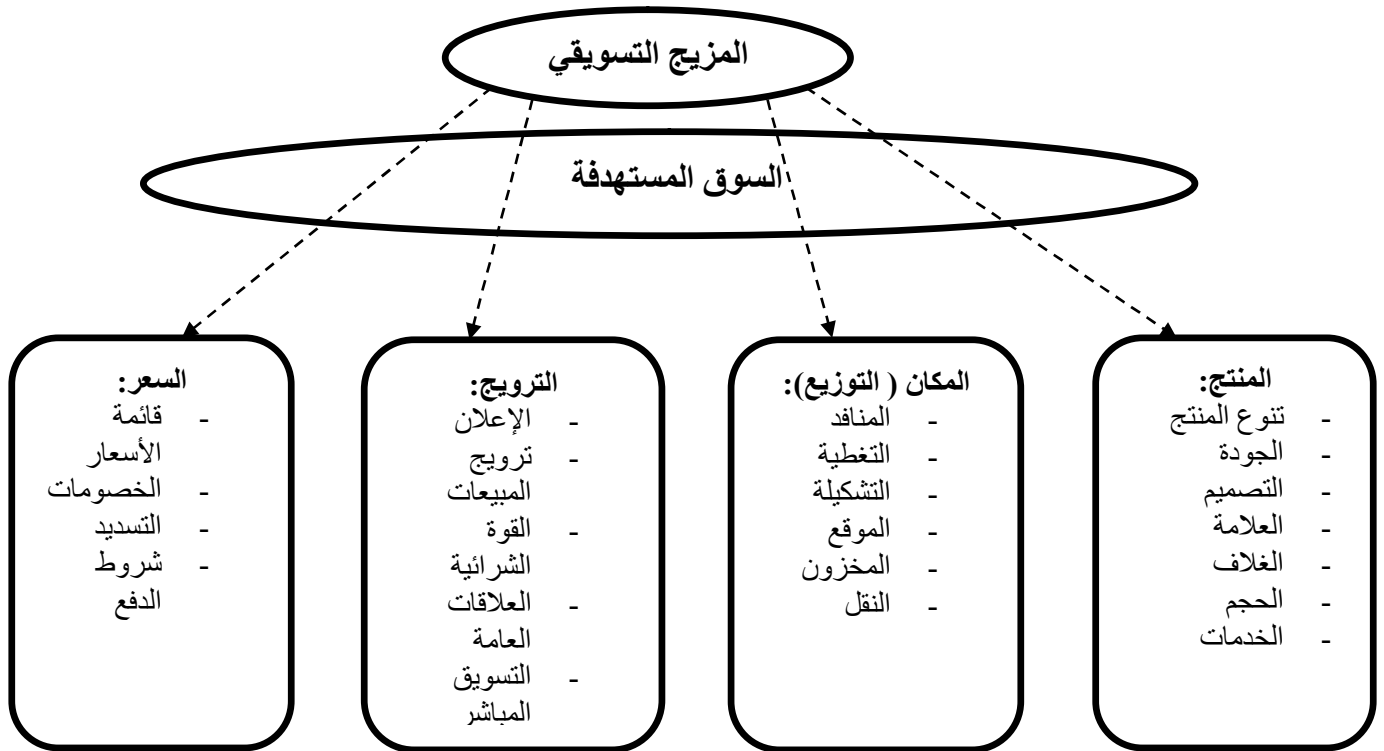 المزيج التسويقي
السوق المستهدفة
المنتج:
- تنوع المنتج
- الجودة
- التصميم
- العلامة
- الغلاف
- الحجم
- الخدمات
المكان ( التوزيع):
- المنافد
- التغطية
- التشكيلة
- الموقع
- المخزون
- النقل
الترويج:
- الإعلان
- ترويج
المبيعات
- القوة
الشرائية
- العلاقات
العامة
- التسويق
المباشر
السعر:
- قائمة
الأسعار
- الخصومات
- التسديد
- شروط
الدفع